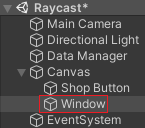 Raycast*
Main Camera
Directional Light
Data Manager
Canvas
Shop Button
Window
EventSystem